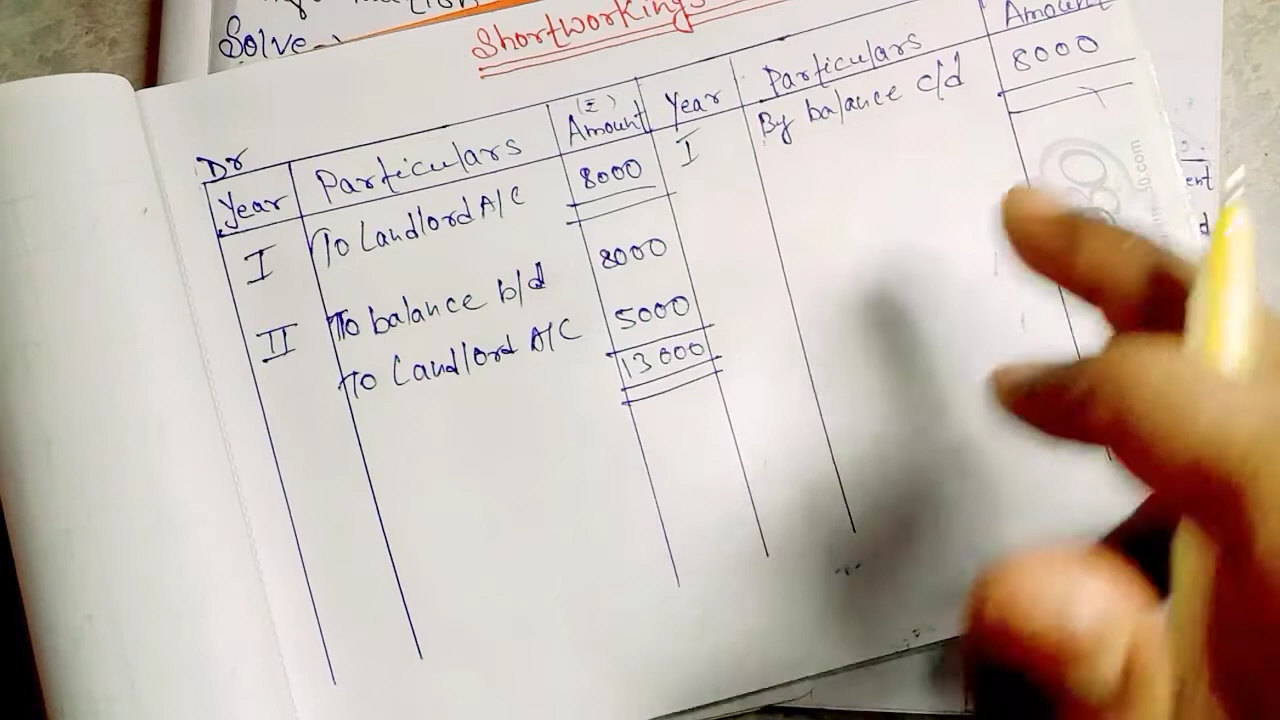 Solve
Shortworkings
Dr
Year Particulars (₹) Amount Year Particulars Amount
I To Landlord A/C 8000 I By balance c/d 8000
II To balance b/d 8000
To Landlord A/C 5000
13000
ent